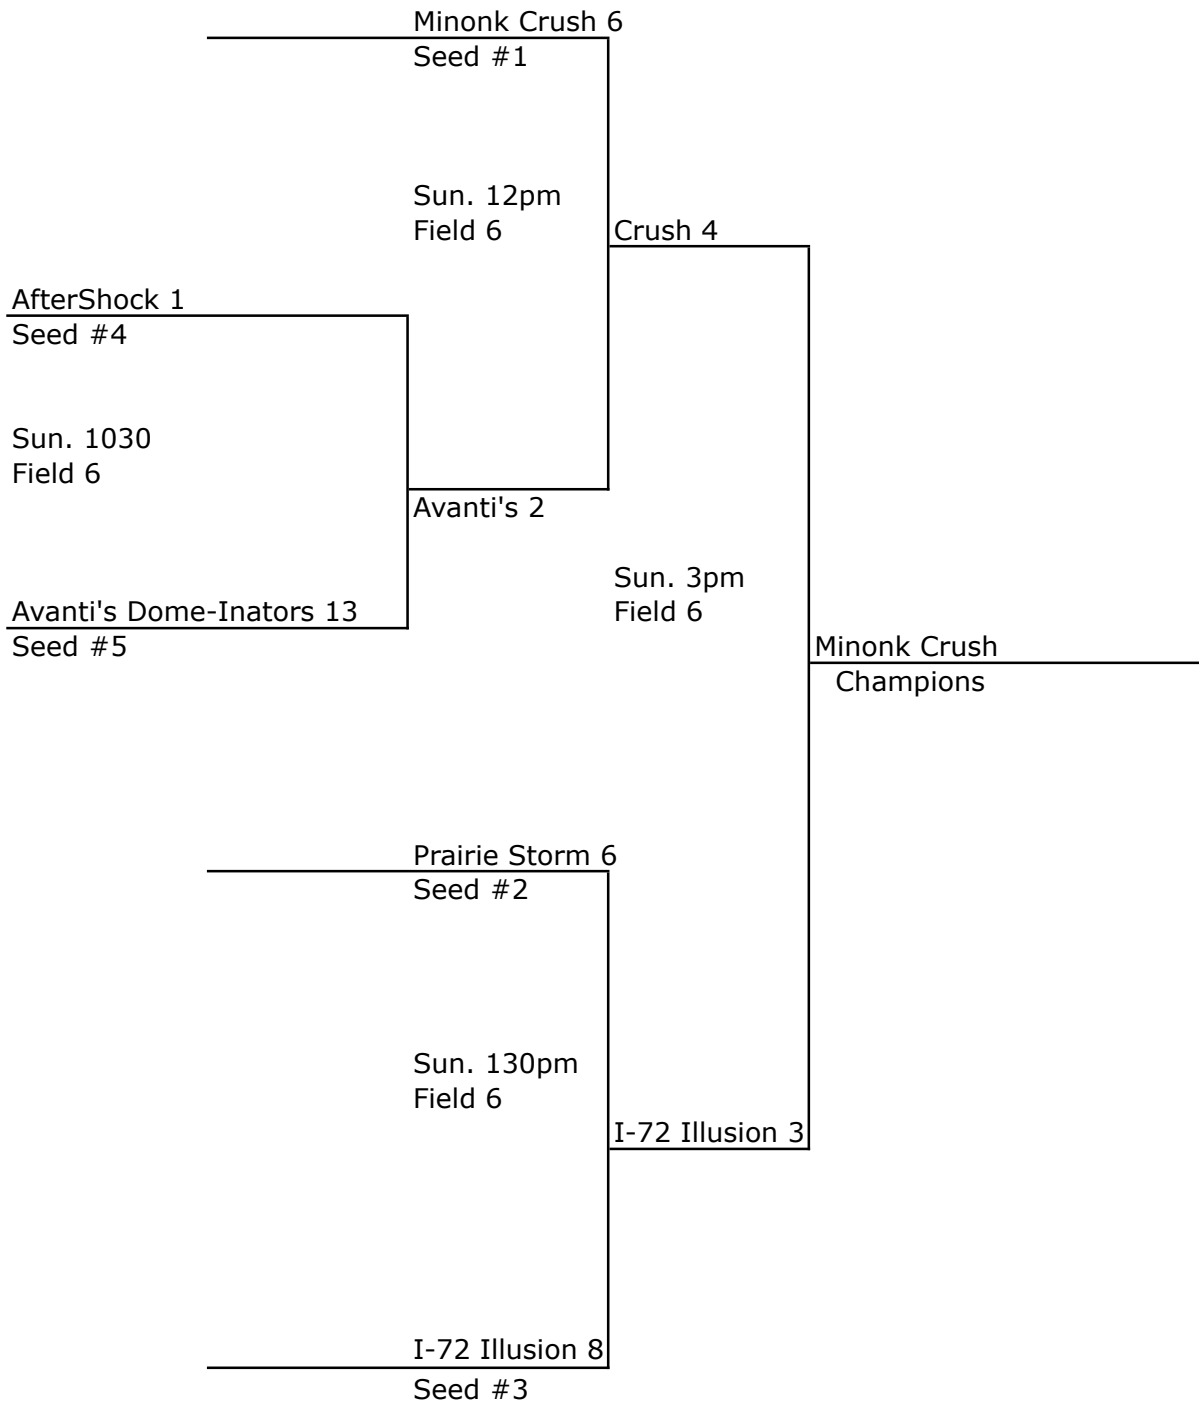 Minonk Crush 6
Seed #1
Sun. 12pm
Field 6
Crush 4
AfterShock 1
Seed #4
Sun. 1030
Field 6
Avanti's 2
Sun. 3pm
Field 6
Avanti's Dome-Inators 13
Seed #5
Minonk Crush
Champions
Prairie Storm 6
Seed #2
Sun. 130pm
Field 6
I-72 Illusion 3
I-72 Illusion 8
Seed #3